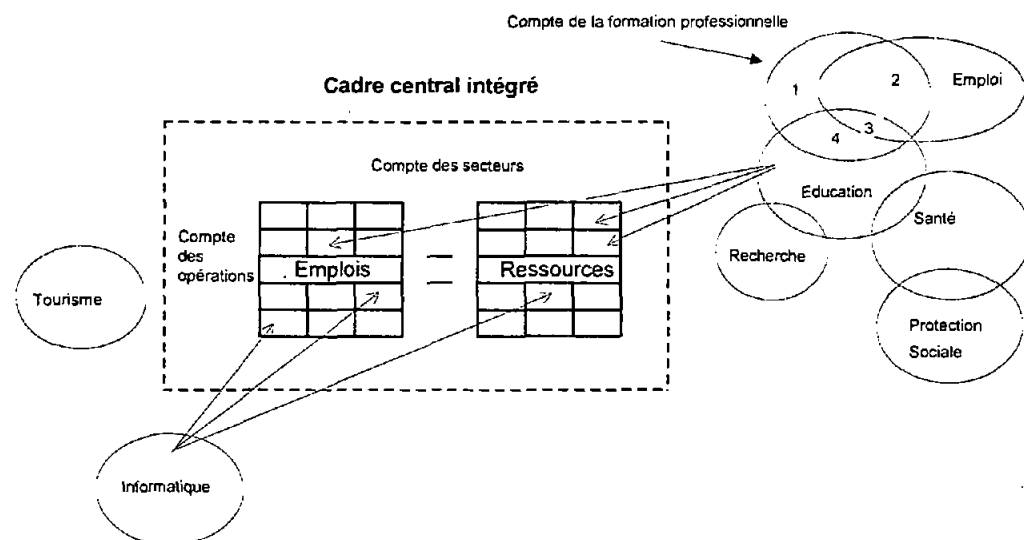 Compte de la formation professionnelle
Cadre central intégré
1
2
Emploi
3
4
Compte des secteurs
Education
Santé
Compte
des
opérations
Emplois
=
Ressources
Recherche
Tourisme
Protection
Sociale
Informatique